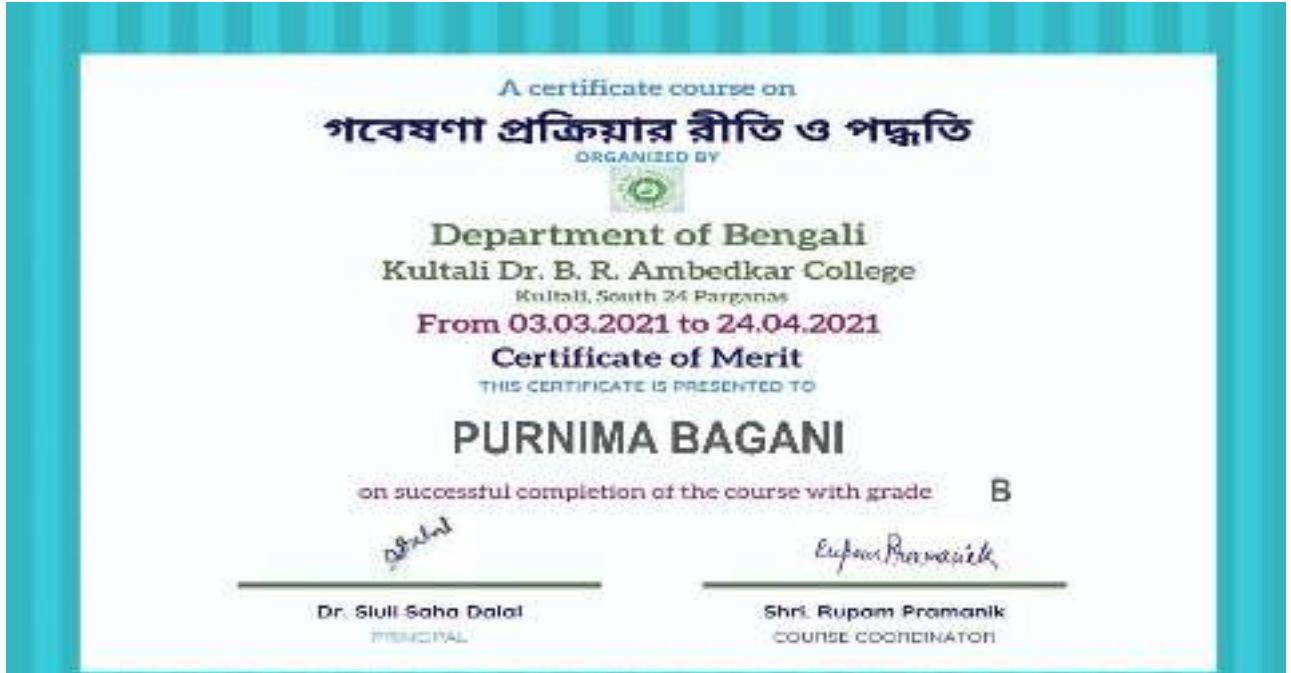 A certificate course on
গবেষণা প্রক্রিয়ার রীতি ও পদ্ধতি
ORGANIZED BY
Department of Bengali
Kultali Dr. B. R. Ambedkar College
Kultali, South 24 Parganas
From 03.03.2021 to 24.04.2021
Certificate of Merit
THIS CERTIFICATE IS PRESENTED TO
PURNIMA BAGANI
on successful completion of the course with grade B
Rupam Pramanik
Dr. Siuli Saha Dalal Shri. Rupam Pramanik
PRINCIPAL COURSE COORDINATOR